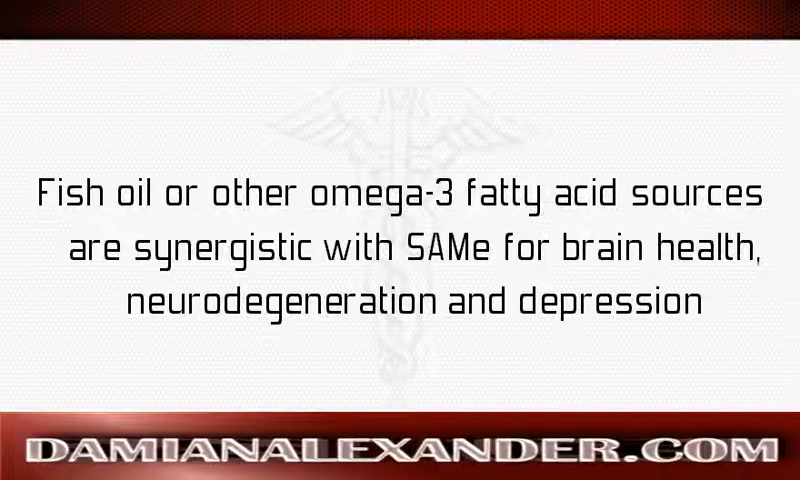 Fish oil or other omega-3 fatty acid sources
are synergistic with SAMe for brain health,
neurodegeneration and depression
DAMIANALEXANDER.COM